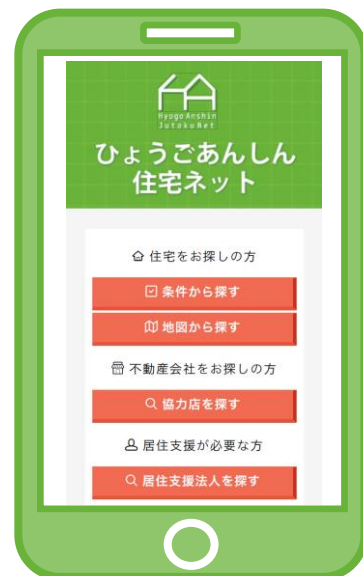 Hyogo Anshin
Jutaku Net
ひょうごあんしん
住宅ネット
住宅をお探しの方
条件から探す
地図から探す
不動産会社をお探しの方
協力店を探す
居住支援が必要な方
居住支援法人を探す